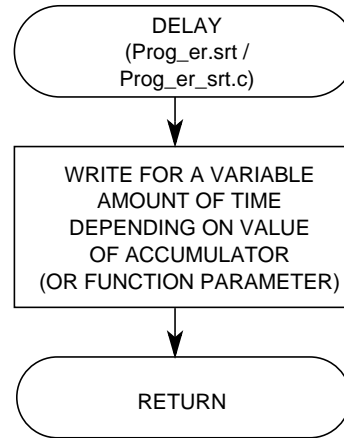 DELAY
(Prog_er.srt /
Prog_er_srt.c)
WRITE FOR A VARIABLE
AMOUNT OF TIME
DEPENDING ON VALUE
OF ACCUMULATOR
(OR FUNCTION PARAMETER)
RETURN